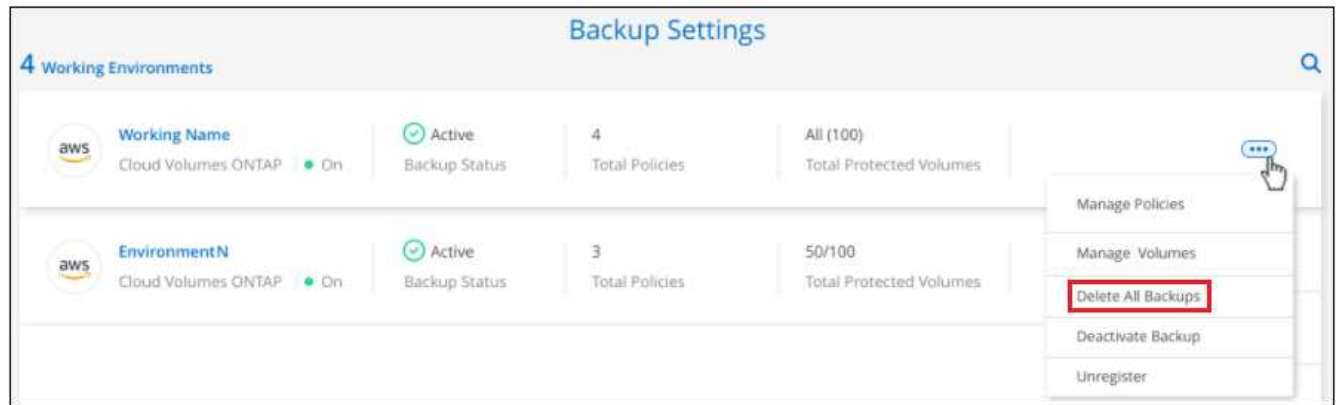 Backup Settings
4 Working Environments
aws
Working Name
Cloud Volumes ONTAP
On
Active
Backup Status
4
Total Policies
All (100)
Total Protected Volumes
Manage Policies
Manage Volumes
Delete All Backups
Deactivate Backup
Unregister
aws
EnvironmentN
Cloud Volumes ONTAP
On
Active
Backup Status
3
Total Policies
50/100
Total Protected Volumes